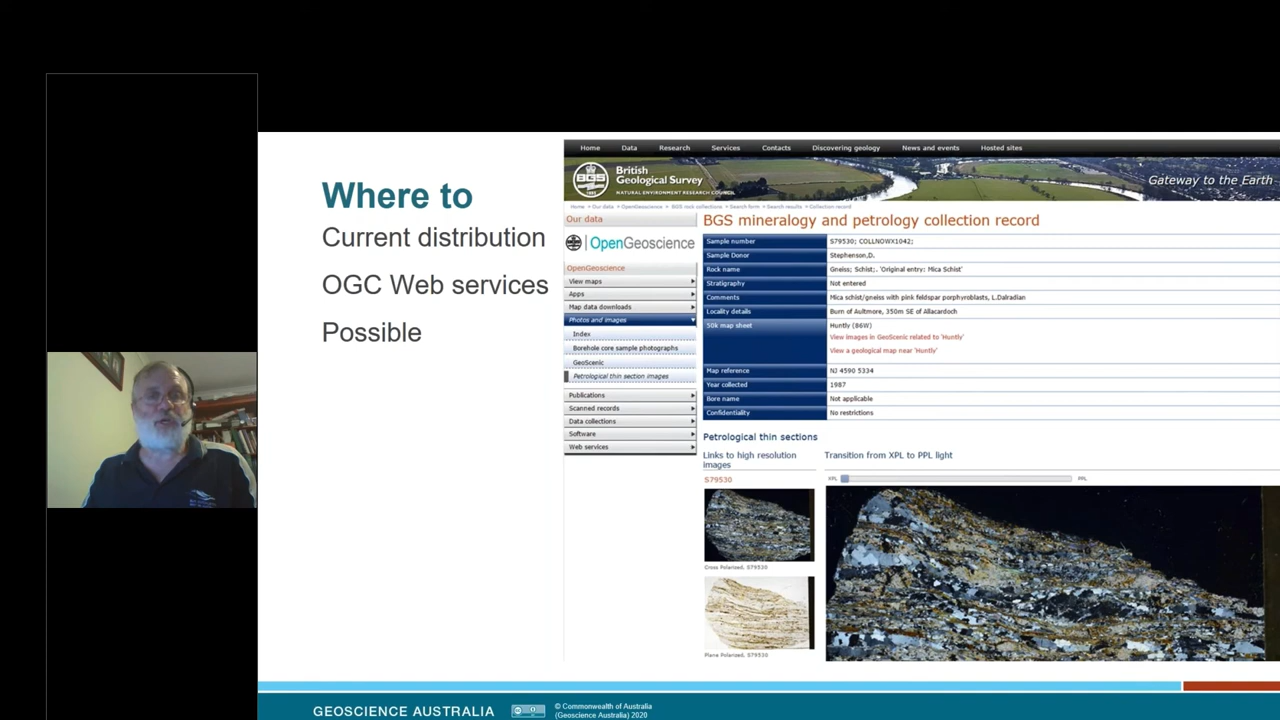 Where to
Current distribution
OGC Web services
Possible
Home Data Research Services Contacts Discovering geology News and events Hosted sites
BGS
British
Geological Survey
NATURAL ENVIRONMENT RESEARCH COUNCIL
Gateway to the Earth
Home > Our data > OpenGeoscience > BGS rock collections > Search form > Search results > Collection record
Our data
OpenGeoscience
OpenGeoscience
View maps
Apps
Map data downloads
Photos and images
Index
Borehole core sample photographs
GeoScenic
Petrological thin section images
Publications
Scanned records
Data collections
Software
Web services
BGS mineralogy and petrology collection record
Sample number S79530; COLLNOWX1042;
Sample Donor Stephenson,D.
Rock name Gneiss; Schist;. 'Original entry: Mica Schist'
Stratigraphy Not entered
Comments Mica schist/gneiss with pink feldspar porphyroblasts, L.Dalradian
Locality details Burn of Aultmore, 350m SE of Allacardoch
50k map sheet Huntly (86W)
View images in GeoScenic related to 'Huntly'
View a geological map near 'Huntly'
Map reference NJ 4590 5334
Year collected 1987
Bore name Not applicable
Confidentiality No restrictions
Petrological thin sections
Links to high resolution
images
Transition from XPL to PPL light
S79530
XPL PPL
Cross Polarized, S79530
Plane Polarized, S79530
GEOSCIENCE AUSTRALIA
© Commonwealth of Australia
(Geoscience Australia) 2020